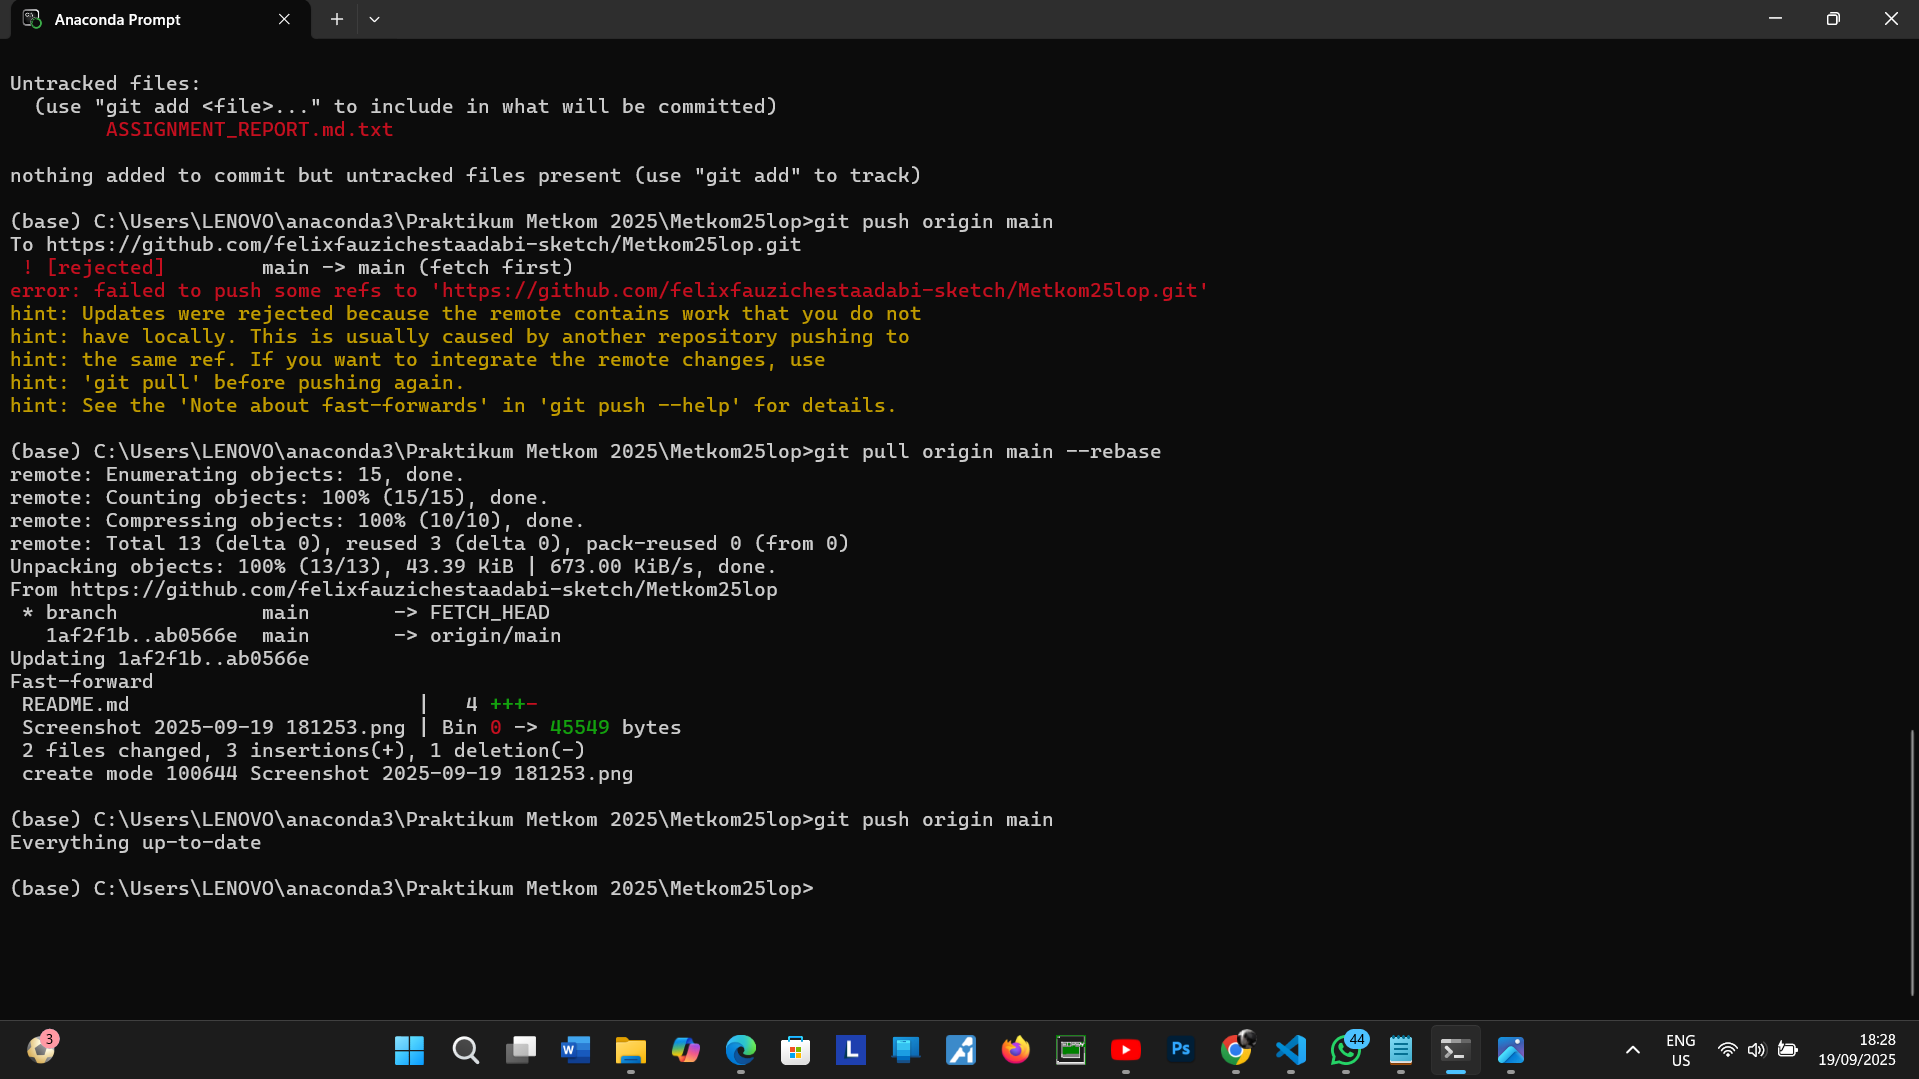 Anaconda Prompt
Untracked files:
  (use "git add <file>..." to include in what will be committed)
        ASSIGNMENT_REPORT.md.txt
nothing added to commit but untracked files present (use "git add" to track)
(base) C:\Users\LENOVO\anaconda3\Praktikum Metkom 2025\Metkom25lop>git push origin main
To https://github.com/felixfauzichestaadabi-sketch/Metkom25lop.git
 ! [rejected]        main -> main (fetch first)
error: failed to push some refs to 'https://github.com/felixfauzichestaadabi-sketch/Metkom25lop.git'
hint: Updates were rejected because the remote contains work that you do not
hint: have locally. This is usually caused by another repository pushing to
hint: the same ref. If you want to integrate the remote changes, use
hint: 'git pull' before pushing again.
hint: See the 'Note about fast-forwards' in 'git push --help' for details.
(base) C:\Users\LENOVO\anaconda3\Praktikum Metkom 2025\Metkom25lop>git pull origin main --rebase
remote: Enumerating objects: 15, done.
remote: Counting objects: 100% (15/15), done.
remote: Compressing objects: 100% (10/10), done.
remote: Total 13 (delta 0), reused 3 (delta 0), pack-reused 0 (from 0)
Unpacking objects: 100% (13/13), 43.39 KiB | 673.00 KiB/s, done.
From https://github.com/felixfauzichestaadabi-sketch/Metkom25lop
 * branch            main       -> FETCH_HEAD
   1af2f1b..ab0566e  main       -> origin/main
Updating 1af2f1b..ab0566e
Fast-forward
 README.md                        |   4 +++-
 Screenshot 2025-09-19 181253.png | Bin 0 -> 45549 bytes
 2 files changed, 3 insertions(+), 1 deletion(-)
 create mode 100644 Screenshot 2025-09-19 181253.png
(base) C:\Users\LENOVO\anaconda3\Praktikum Metkom 2025\Metkom25lop>git push origin main
Everything up-to-date
(base) C:\Users\LENOVO\anaconda3\Praktikum Metkom 2025\Metkom25lop>
3
W
L
Ps
44
ENG
US
18:28
19/09/2025